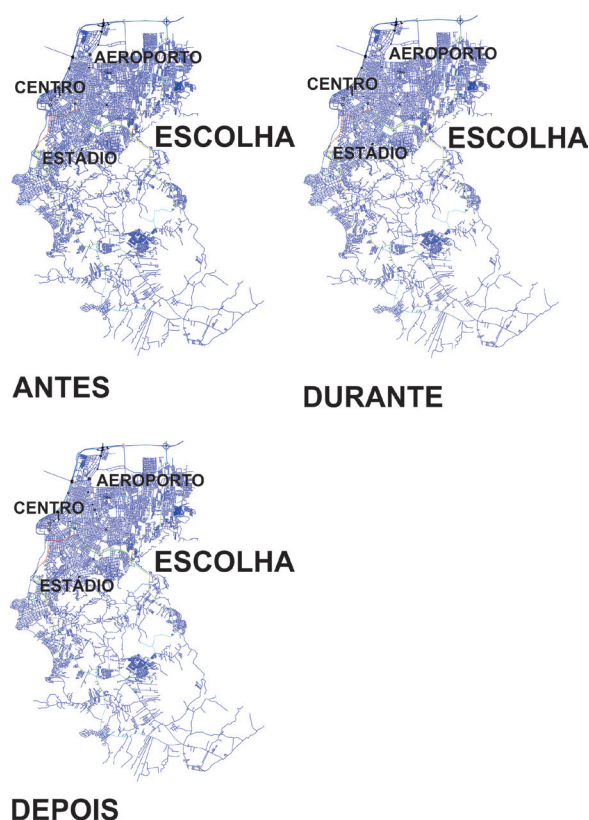 AEROPORTO
CENTRO
ESCOLHA
ESTÁDIO
ANTES
AEROPORTO
CENTRO
ESCOLHA
ESTÁDIO
DURANTE
AEROPORTO
CENTRO
ESCOLHA
ESTÁDIO
DEPOIS